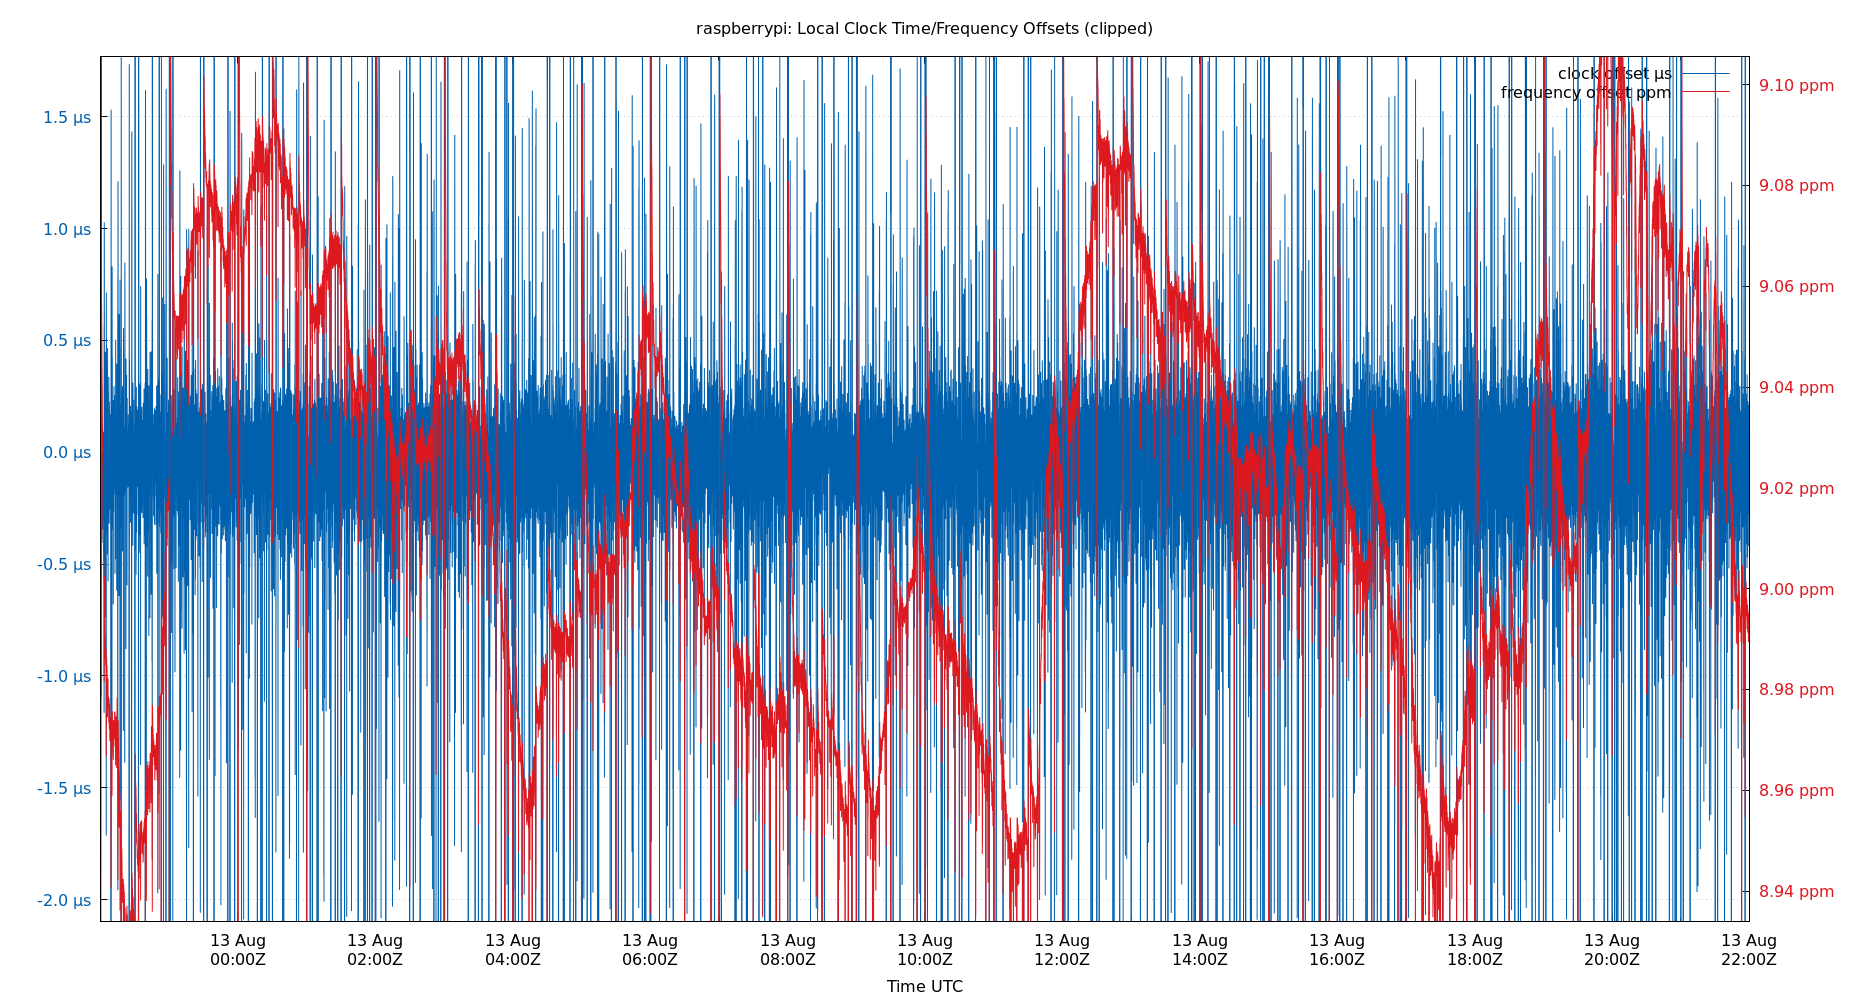 raspberrypi: Local Clock Time/Frequency Offsets (clipped)
clock offset µs
frequency offset ppm
1.5 µs
1.0 µs
0.5 µs
0.0 µs
-0.5 µs
-1.0 µs
-1.5 µs
-2.0 µs
9.10 ppm
9.08 ppm
9.06 ppm
9.04 ppm
9.02 ppm
9.00 ppm
8.98 ppm
8.96 ppm
8.94 ppm
13 Aug 13 Aug 13 Aug 13 Aug 13 Aug 13 Aug 13 Aug 13 Aug 13 Aug 13 Aug 13 Aug 13 Aug
00:00Z 02:00Z 04:00Z 06:00Z 08:00Z 10:00Z 12:00Z 14:00Z 16:00Z 18:00Z 20:00Z 22:00Z
Time UTC